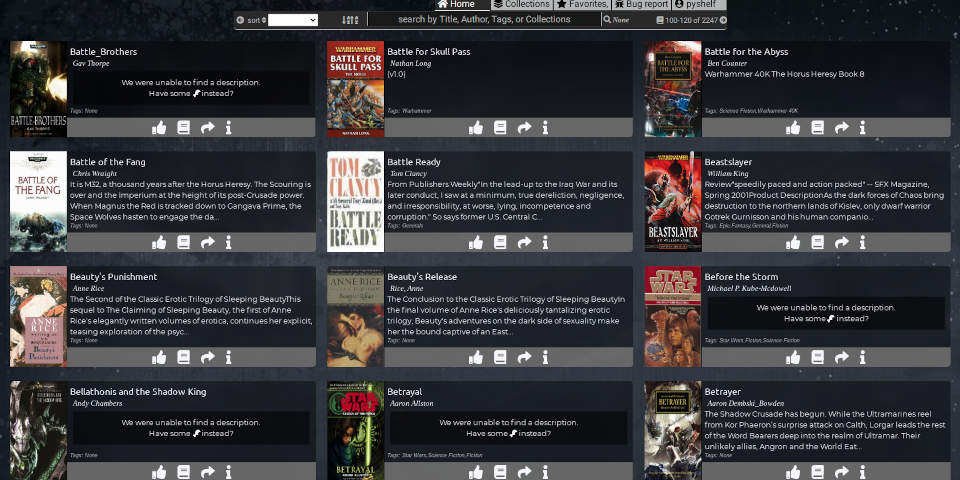 Home Collections Favorites, Bug report pyshelf
sort search by Title, Author, Tags, or Collections None 100-120 of 2247
Battle_Brothers
Gav Thorpe
We were unable to find a description.
Have some instead?
Tags: None
BATTLE-BROTHERS
Battle for Skull Pass
Nathan Long
[v1.0]
Tags: Warhammer
WARHAMMER
BATTLE FOR
SKULL PASS
NATHAN LONG
Battle for the Abyss
Ben Counter
Warhammer 40K The Horus Heresy Book 8
Tags: Science Fiction,Warhammer 40K
BATTLE FOR
THE ABYSS
Battle of the Fang
Chris Wraight
It is M32, a thousand years after the Horus Heresy. The Scouring is
over and the Imperium at the height of its post-Crusade power.
When Magnus the Red is tracked down to Gangava Prime, the
Space Wolves hasten to engage the da...
Tags: None
BATTLE OF
THE FANG
Battle Ready
Tom Clancy
From Publishers Weekly"In the lead-up to the Iraq War and its
later conduct, I saw at a minimum, true dereliction, negligence,
and irresponsibility, at worse, lying, incompetence and
corruption." So says former U.S. Central C...
Tags: Generals
TOM
CLANCY
BATTLE
READY
Beastslayer
William King
Review"speedily paced and action packed" -- SFX Magazine,
Spring 2001Product DescriptionAs the dark forces of Chaos bring
destruction to the northern lands of Kislev, only dwarf warrior
Gotrek Gurnisson and his human companio...
Tags: Epic,Fantasy,General,Fiction
BEASTSLAYER
Beauty's Punishment
Anne Rice
The Second of the Classic Erotic Trilogy of Sleeping BeautyThis
sequel to The Claiming of Sleeping Beauty, the first of Anne
Rice's elegantly written volumes of erotica, continues her explicit,
teasing exploration of the psyc...
Tags: None
ANNE
RICE
Beauty's
Punishment
Beauty's Release
Rice, Anne
The Conclusion to the Classic Erotic Trilogy of Sleeping BeautyIn
the final volume of Anne Rice's deliciously tantalizing erotic
trilogy, Beauty's adventures on the dark side of sexuality make
her the bound captive of an East...
Tags: None
ANNE RICE
Beauty's Release
Before the Storm
Michael P. Kube-Mcdowell
We were unable to find a description.
Have some instead?
Tags: Star Wars,Fiction,Science Fiction
STAR
WARS
Bellathonis and the Shadow King
Andy Chambers
We were unable to find a description.
Have some instead?
Tags: None
Betrayal
Aaron Allston
We were unable to find a description.
Have some instead?
Tags: Star Wars,Science Fiction,Fiction
STAR
WARS
BETRAYAL
Betrayer
Aaron Dembski_Bowden
The Shadow Crusade has begun. While the Ultramarines reel
from Kor Phaeron's surprise attack on Calth, Lorgar leads the rest
of the Word Bearers deep into the realm of Ultramar. Their
unlikely allies, Angron and the World Eat...
Tags: None
BETRAYER